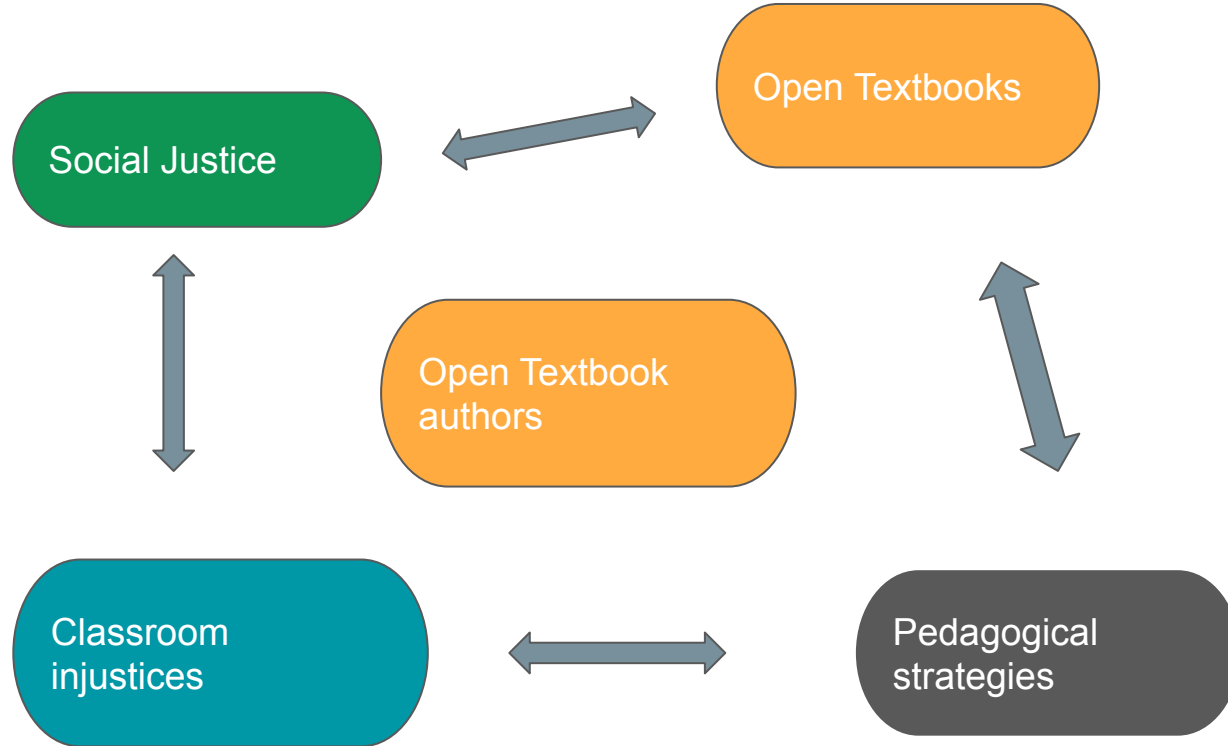 Open Textbooks
Social Justice
Open Textbook
authors
Classroom
injustices
Pedagogical
strategies